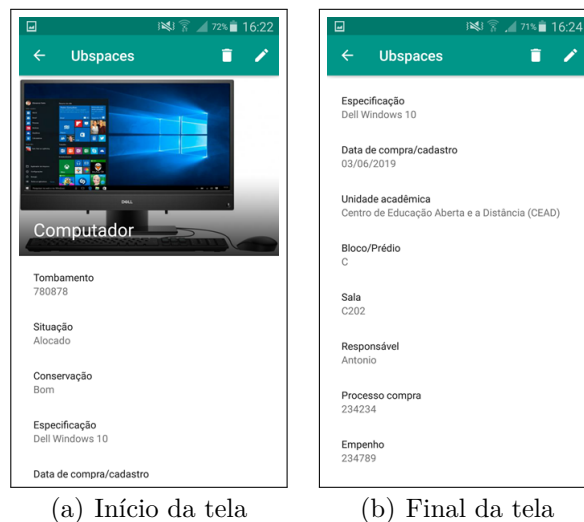 72% 16:22
Ubspaces
DELL
Computador
Tombamento
780878
Situação
Alocado
Conservação
Bom
Especificação
Dell Windows 10
Data de compra/cadastro
(a) Início da tela
71% 16:24
Ubspaces
Especificação
Dell Windows 10
Data de compra/cadastro
03/06/2019
Unidade acadêmica
Centro de Educação Aberta e a Distância (CEAD)
Bloco/Prédio
C
Sala
C202
Responsável
Antonio
Processo compra
234234
Empenho
234789
(b) Final da tela